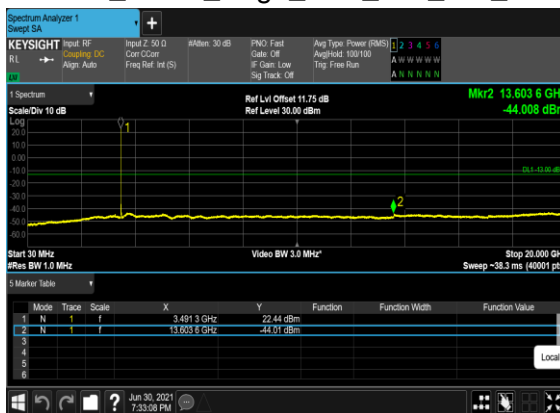 Spectrum Analyzer 1
Swept SA
+
KEYSIGHT Input: RF Input Z: 50 Ω #Atten: 30 dB PNO: Fast Avg Type: Power (RMS) 1 2 3 4 5 6
RL Coupling: DC Corr CCorr Gate: Off Avg|Hold: 100/100 A W W W W W
Align: Auto Freq Ref: Int (S) IF Gain: Low Trig: Free Run A N N N N N
Sig Track: Off
LU
1 Spectrum Ref Lvl Offset 11.75 dB Mkr2 13.603 6 GH
Scale/Div 10 dB Ref Level 30.00 dBm -44.008 dBr
Log
20.0
1
10.0
0.00
-10.0 DL1 -13.00 dB
-20.0
-30.0
-40.0 2
-50.0
-60.0
Start 30 MHz Video BW 3.0 MHz* Stop 20.000 GH
#Res BW 1.0 MHz Sweep ~38.3 ms (40001 pt
5 Marker Table
Mode Trace Scale X Y Function Function Width Function Value
1 N 1 f 3.491 3 GHz 22.44 dBm
2 N 1 f 13.603 6 GHz -44.01 dBm
3
4
5
6
Local
? Jun 30, 2021
7:33:08 PM